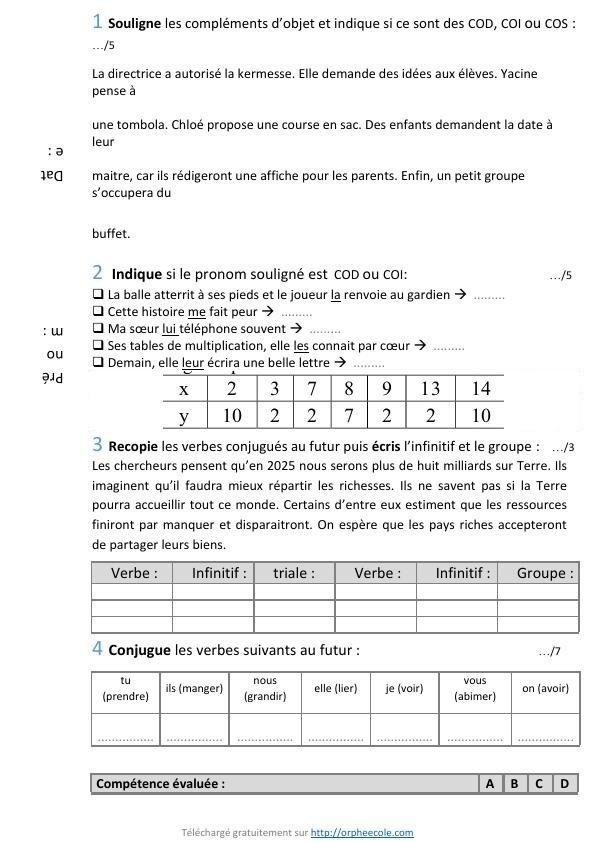 1 Souligne les compléments d'objet et indique si ce sont des COD, COI ou COS :
…/5
La directrice a autorisé la kermesse. Elle demande des idées aux élèves. Yacine
pense à
une tombola. Chloé propose une course en sac. Des enfants demandent la date à
leur
maitre, car ils rédigeront une affiche pour les parents. Enfin, un petit groupe
s'occupera du
buffet.
Dat
e :
Pré
no
m :
2 Indique si le pronom souligné est COD ou COI: …/5
❑ La balle atterrit à ses pieds et le joueur la renvoie au gardien → .........
❑ Cette histoire me fait peur → .........
❑ Ma sœur lui téléphone souvent → .........
❑ Ses tables de multiplication, elle les connait par cœur → .........
❑ Demain, elle leur écrira une belle lettre → .........
x 2 3 7 8 9 13 14
y 10 2 2 7 2 2 10
3 Recopie les verbes conjugués au futur puis écris l'infinitif et le groupe : …/3
Les chercheurs pensent qu'en 2025 nous serons plus de huit milliards sur Terre. Ils
imaginent qu'il faudra mieux répartir les richesses. Ils ne savent pas si la Terre
pourra accueillir tout ce monde. Certains d'entre eux estiment que les ressources
finiront par manquer et disparaitront. On espère que les pays riches accepteront
de partager leurs biens.
Verbe : Infinitif : triale : Verbe : Infinitif : Groupe :
4 Conjugue les verbes suivants au futur : …/7
tu (prendre) ils (manger) nous (grandir) elle (lier) je (voir) vous (abimer) on (avoir)
................ ................ ................ ................ ................ ................ ................
Compétence évaluée : A B C D
Téléchargé gratuitement sur http://orpheecole.com